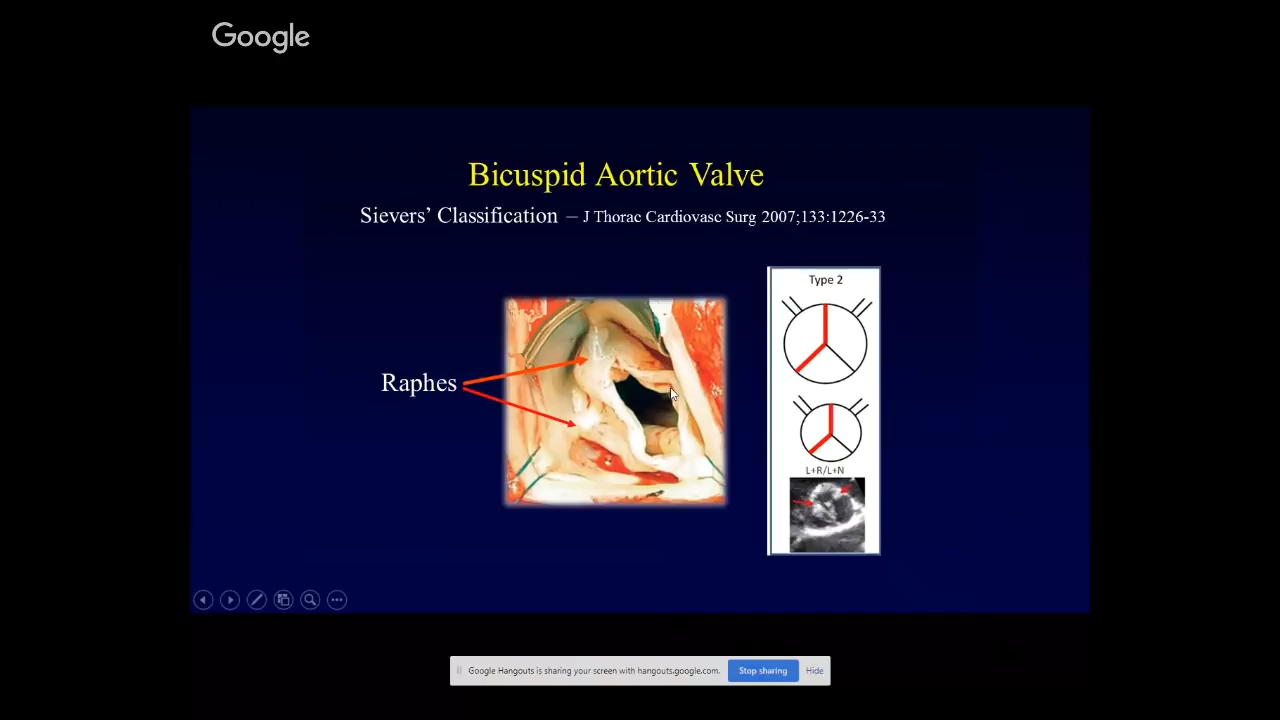 Google
Bicuspid Aortic Valve
Sievers’ Classification – J Thorac Cardiovasc Surg 2007;133:1226-33
Raphes
Type 2
L+R/L+N
Google Hangouts is sharing your screen with hangouts.google.com.
Stop sharing
Hide